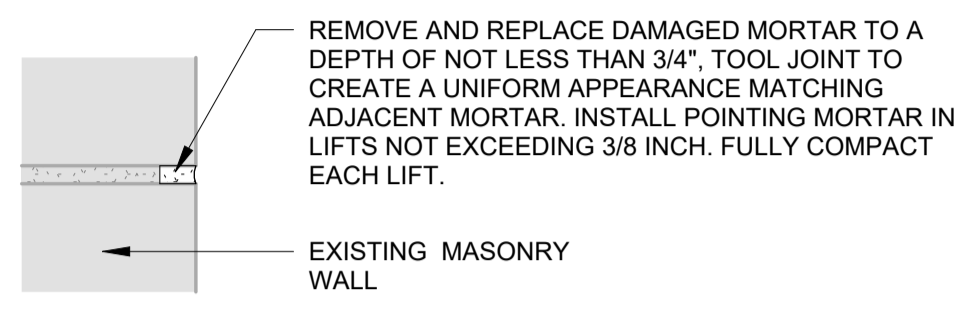 REMOVE AND REPLACE DAMAGED MORTAR TO A
DEPTH OF NOT LESS THAN 3/4", TOOL JOINT TO
CREATE A UNIFORM APPEARANCE MATCHING
ADJACENT MORTAR. INSTALL POINTING MORTAR IN
LIFTS NOT EXCEEDING 3/8 INCH. FULLY COMPACT
EACH LIFT.
EXISTING MASONRY
WALL